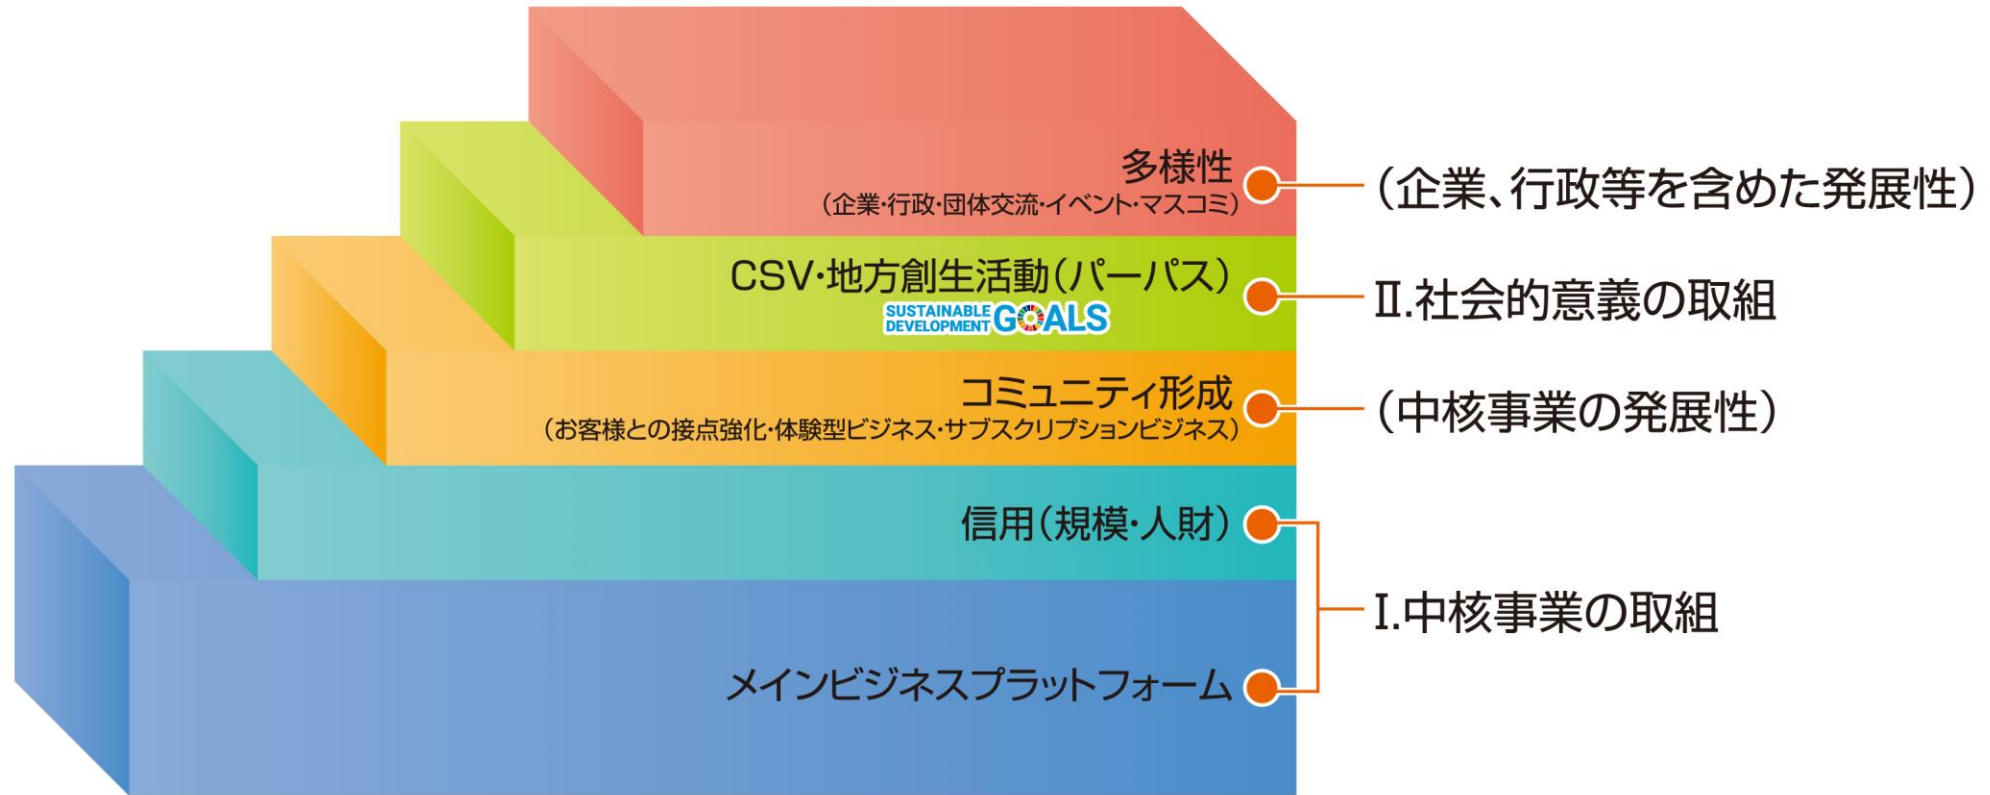 多様性
（企業・行政・団体交流・イベント・マスコミ）
（企業、行政等を含めた発展性）
CSV・地方創生活動（パーパス）
SUSTAINABLE
DEVELOPMENT GOALS
Ⅱ.社会的意義の取組
コミュニティ形成
（お客様との接点強化・体験型ビジネス・サブスクリプションビジネス）
（中核事業の発展性）
信用（規模・人財）
Ⅰ.中核事業の取組
メインビジネスプラットフォーム